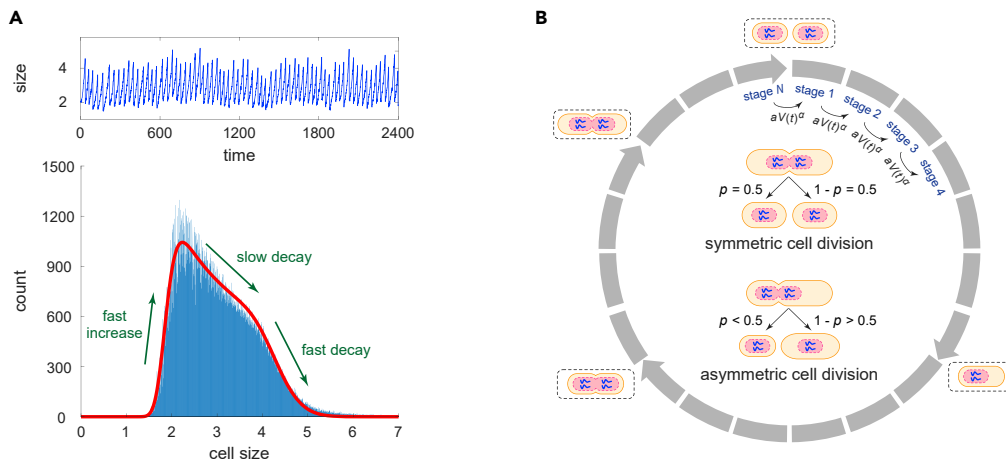 A
size
4
2
0
600
1200
1800
2400
time
count
1500
1200
900
600
300
0
fast
increase
slow decay
fast decay
0
1
2
3
4
5
6
7
cell size
B
stage N
stage 1
stage 2
stage 3
stage 4
aV(t)^α
aV(t)^α
aV(t)^α
aV(t)^α
p = 0.5
1 - p = 0.5
symmetric cell division
p < 0.5
1 - p > 0.5
asymmetric cell division